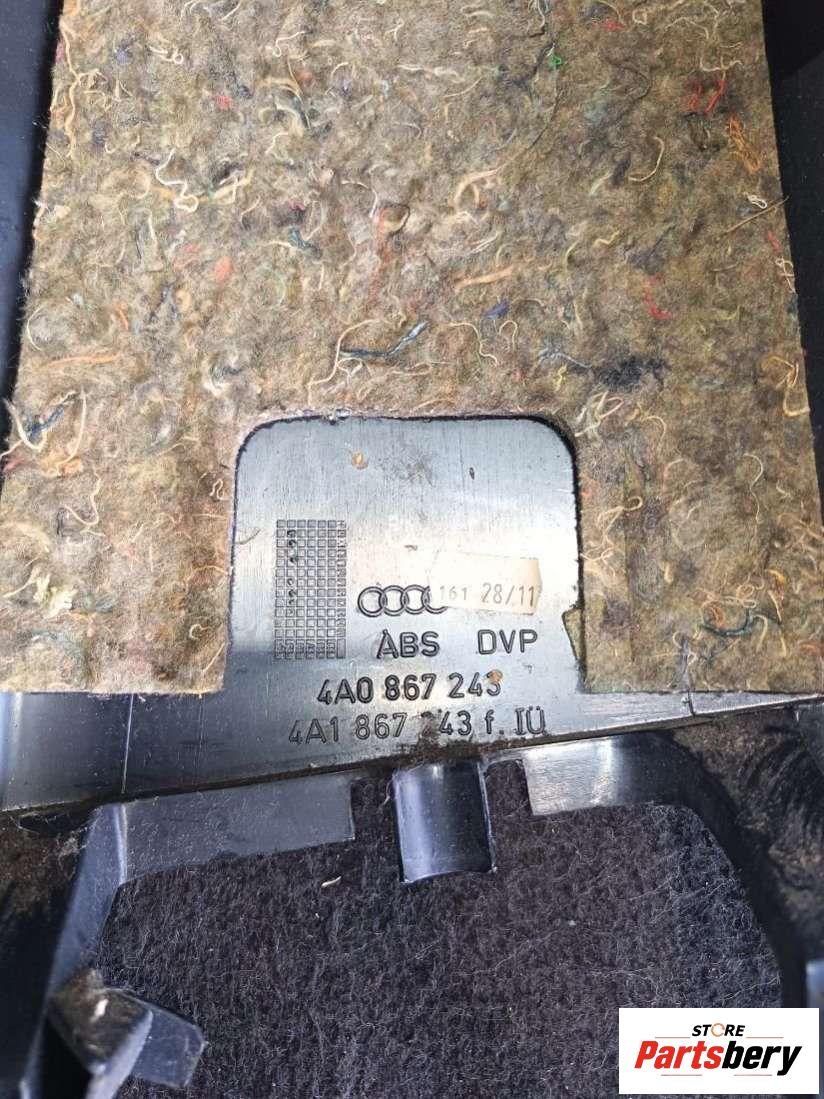 161 28/11
ABS DVP
4A0 867 243
4A1 867 243 f. IÜ
STORE
Partsbery